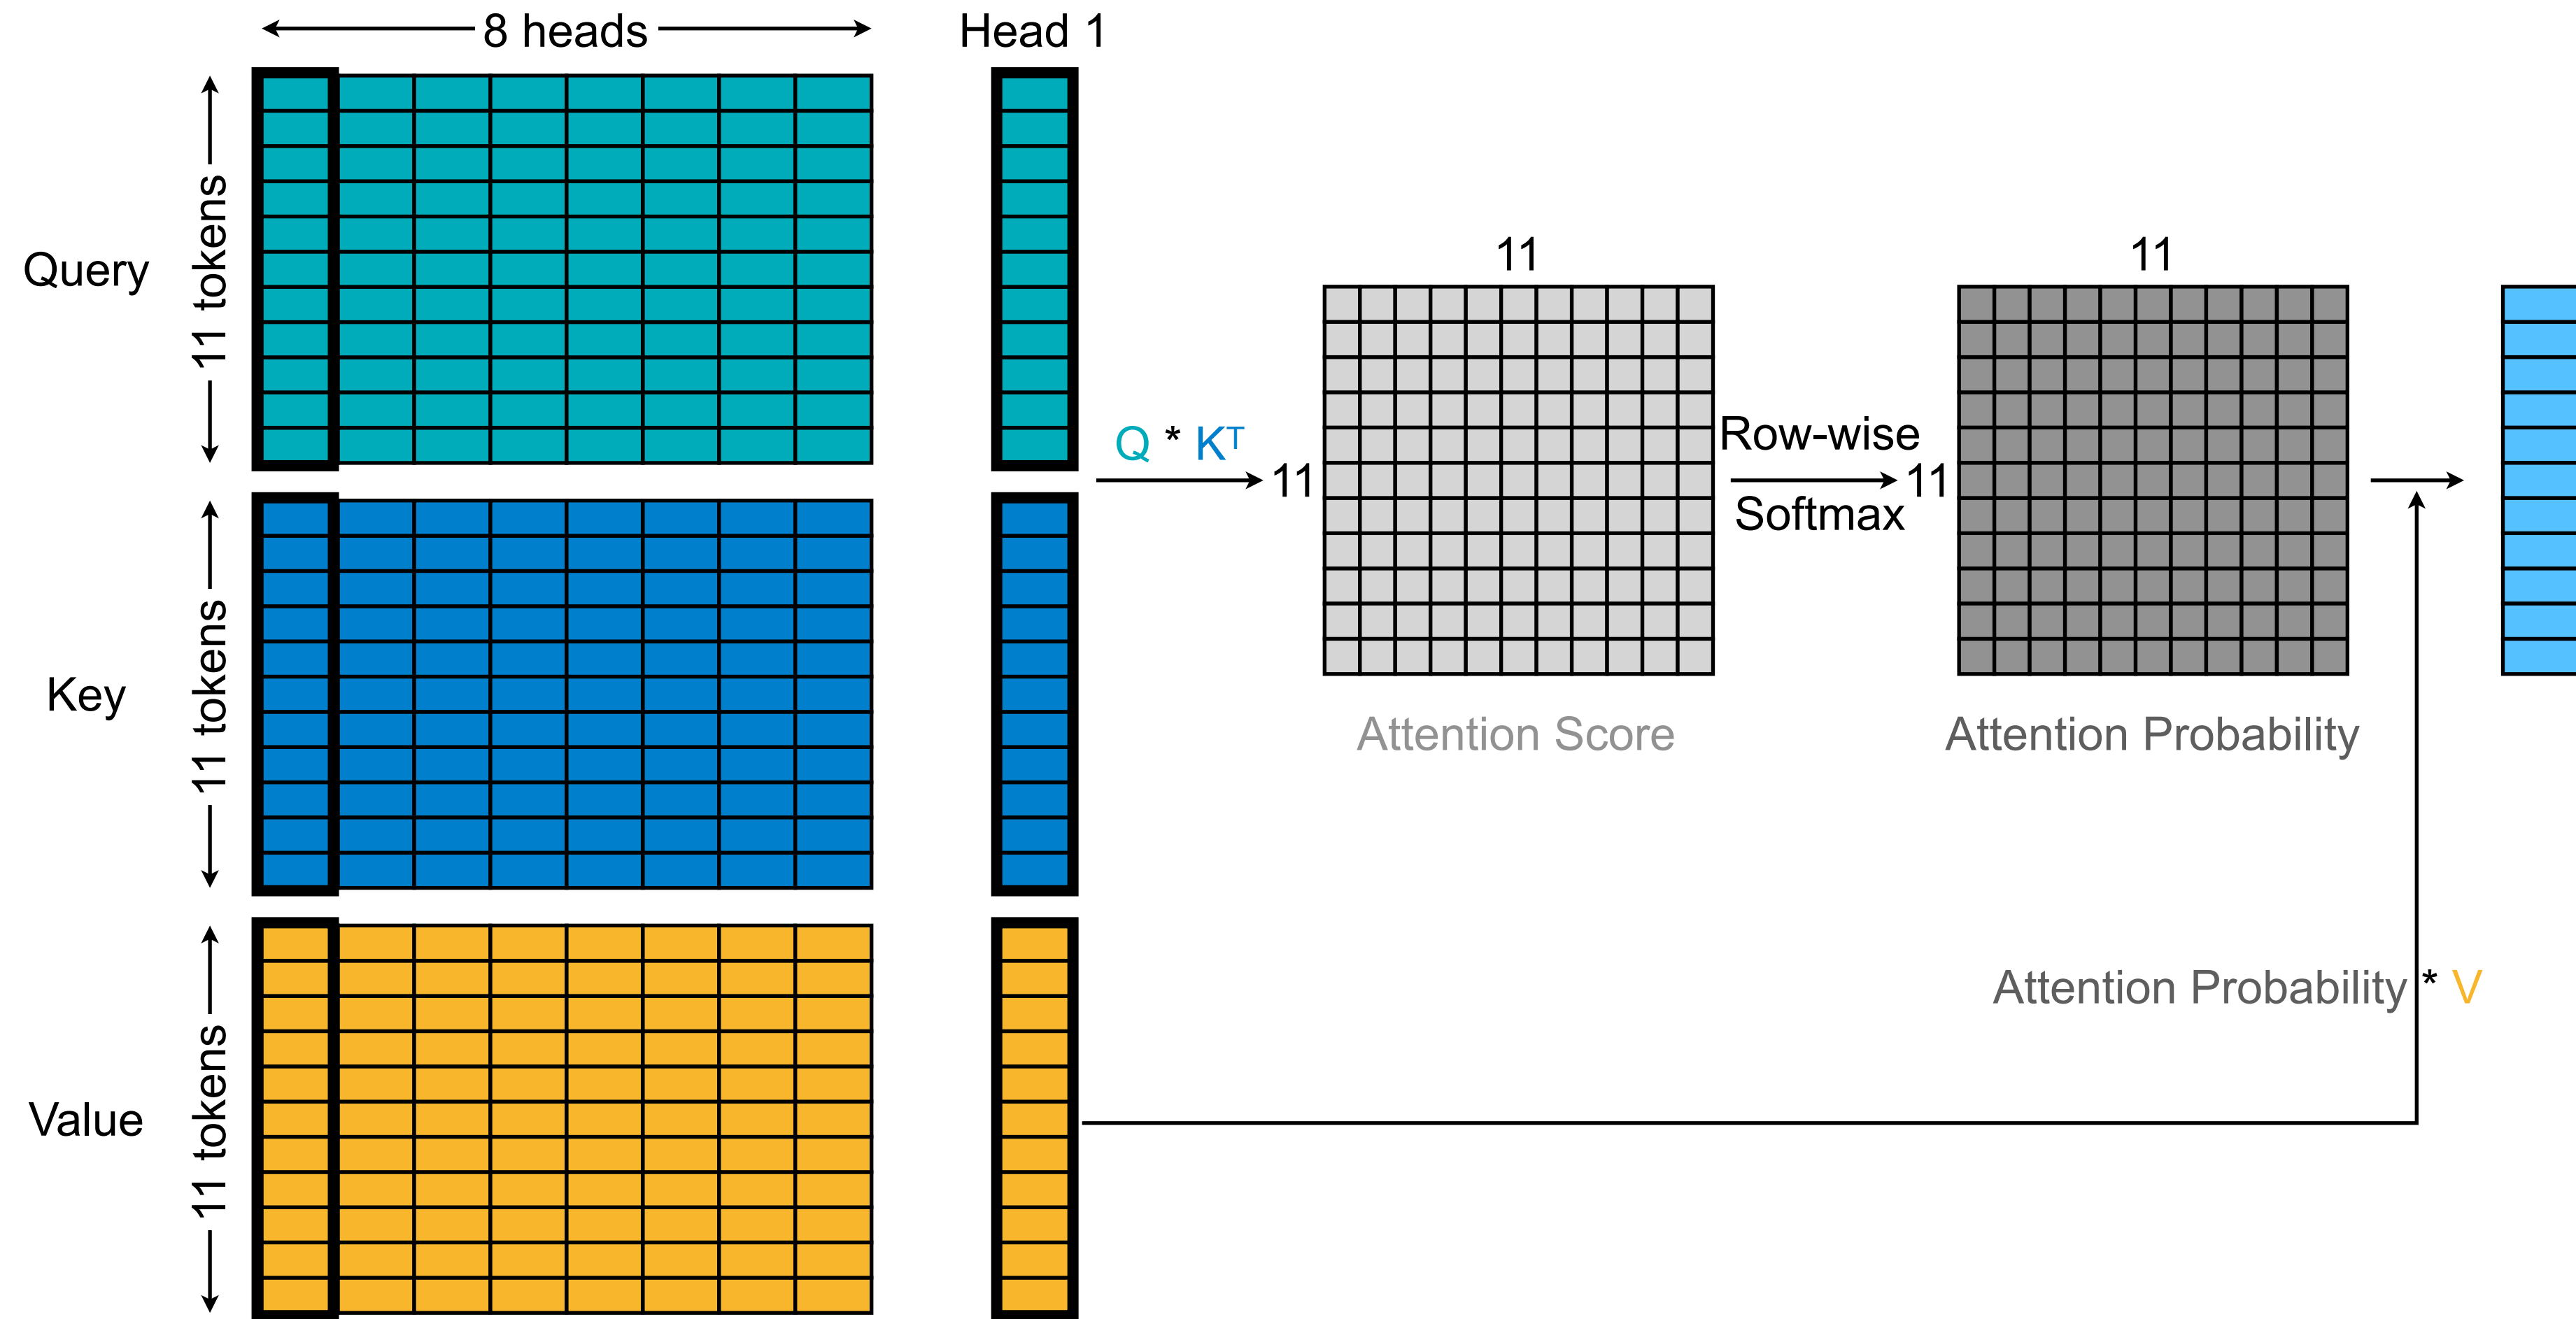 8 heads
Head 1
Query
11 tokens
Key
11 tokens
Value
11 tokens
Q * Kᵀ
11
11
Attention Score
Row-wise
Softmax
11
11
Attention Probability
Attention Probability * V